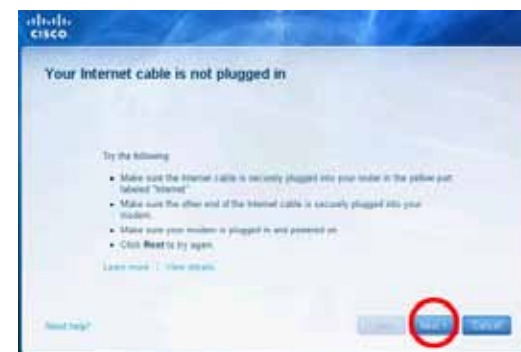 CISCO
Your Internet cable is not plugged in
Try the following:
• Make sure the Internet cable is securely plugged into your router in the yellow port
labeled "Internet"
• Make sure the other end of the Internet cable is securely plugged into your
modem.
• Make sure your modem is plugged in and powered on
• Click Next to try again.
Learn more | View details
Need help?
Next
Cancel